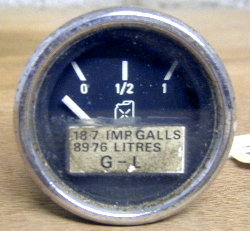 0 1/2 1
18·7 IMP GALLS
89·76 LITRES
G-L